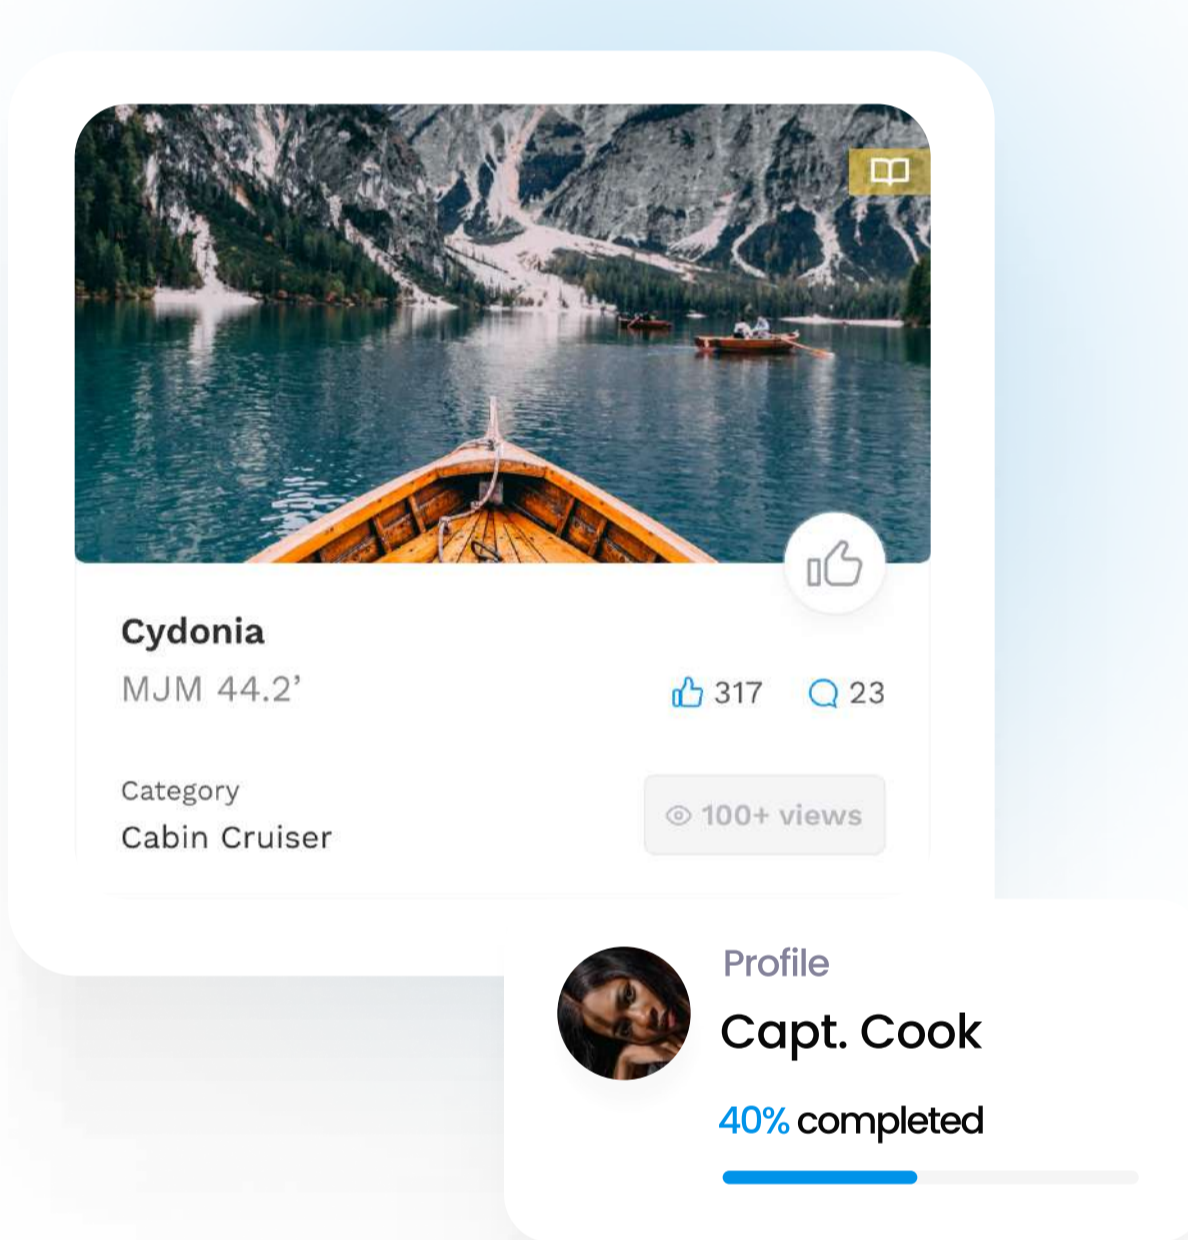 Cydonia
MJM 44.2’
317
23
Category
Cabin Cruiser
100+ views
Profile
Capt. Cook
40% completed